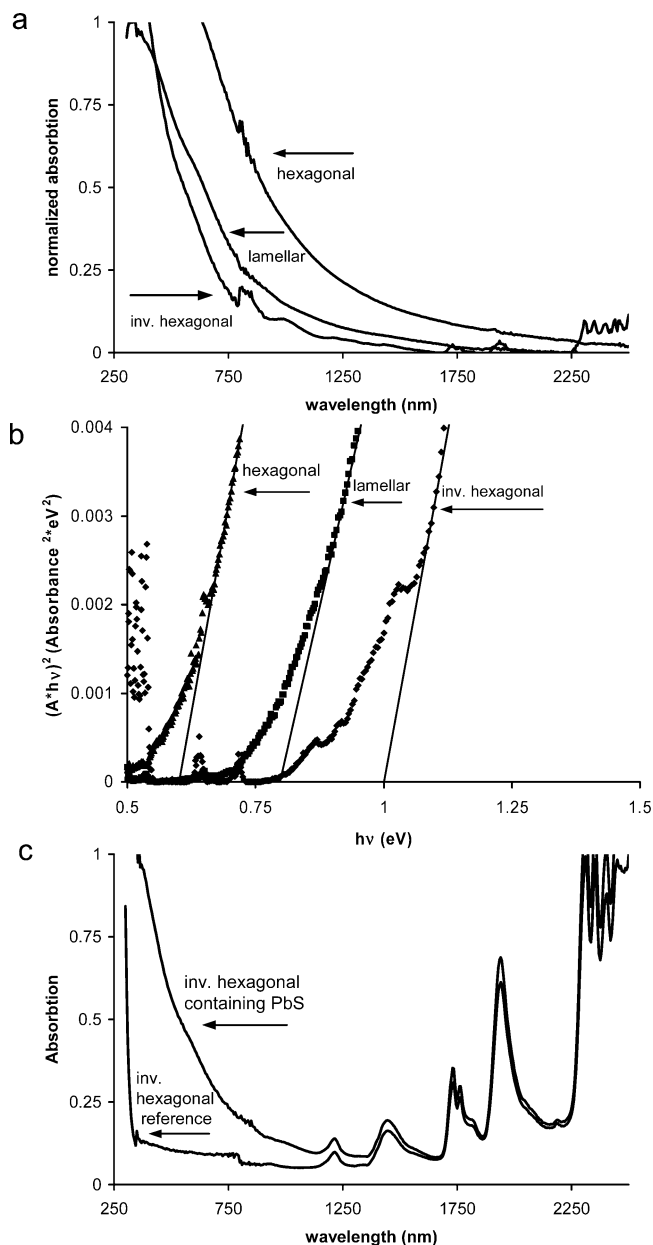 a
1
0.75
0.5
0.25
0
normalized absorbtion
hexagonal
lamellar
inv. hexagonal
250
750
1250
1750
2250
wavelength (nm)
b
0.004
0.003
0.002
0.001
0
(A*hν)² (Absorbance ²*eV²)
hexagonal
lamellar
inv. hexagonal
0.5
0.75
1
1.25
1.5
hν (eV)
c
1
0.75
0.5
0.25
0
Absorbtion
inv. hexagonal
containing PbS
inv.
hexagonal
reference
250
750
1250
1750
2250
wavelength (nm)